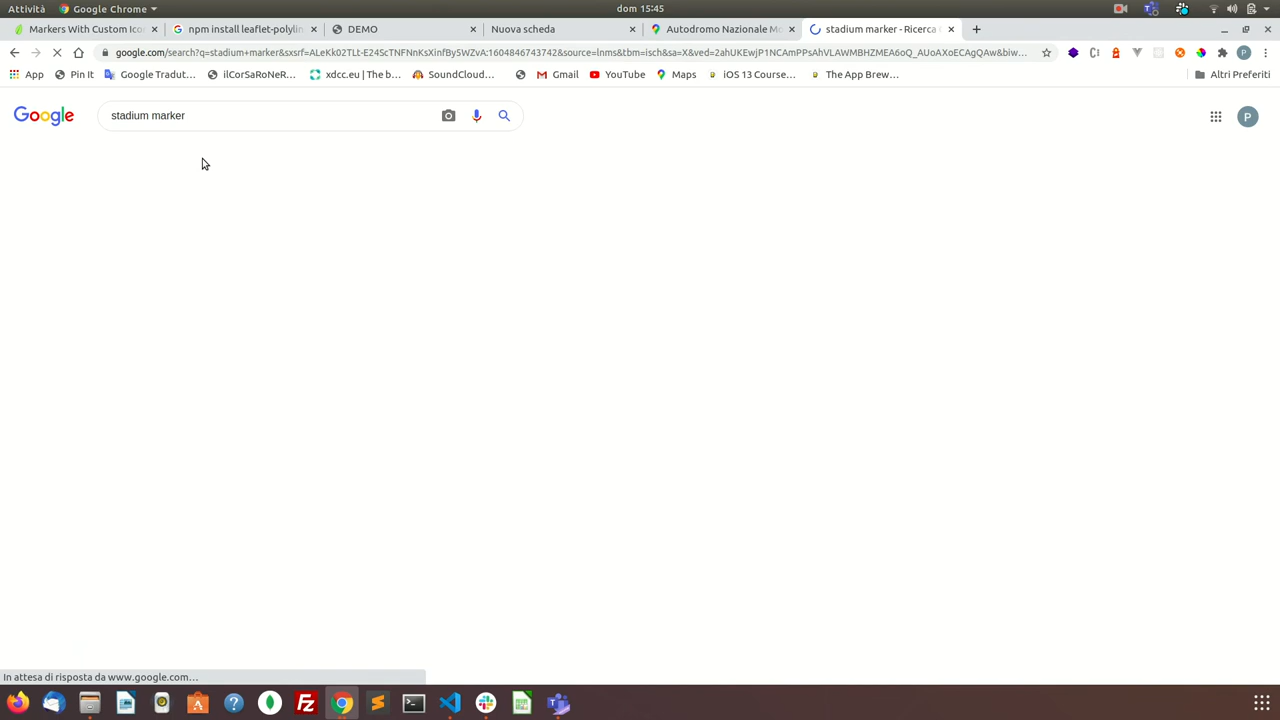 Attività
Google Chrome
dom 15:45
Markers With Custom Ico
npm install leaflet-polylin
DEMO
Nuova scheda
Autodromo Nazionale Mo
stadium marker - Ricerca
google.com/search?q=stadium+marker&sxsrf=ALeKk02TLt-E24ScTNFNnKsXinfBy5WZvA:1604846743742&source=lnms&tbm=isch&sa=X&ved=2ahUKEwjP1NCAmPPsAhVLAWMBHZMEA6oQ_AUoAXoECAgQAw&biw...
App
Pin It
Google Tradut...
ilCorSaRoNeR...
xdcc.eu | The b...
SoundCloud...
Gmail
YouTube
Maps
iOS 13 Course...
The App Brew...
Altri Preferiti
Google
stadium marker
P
In attesa di risposta da www.google.com...